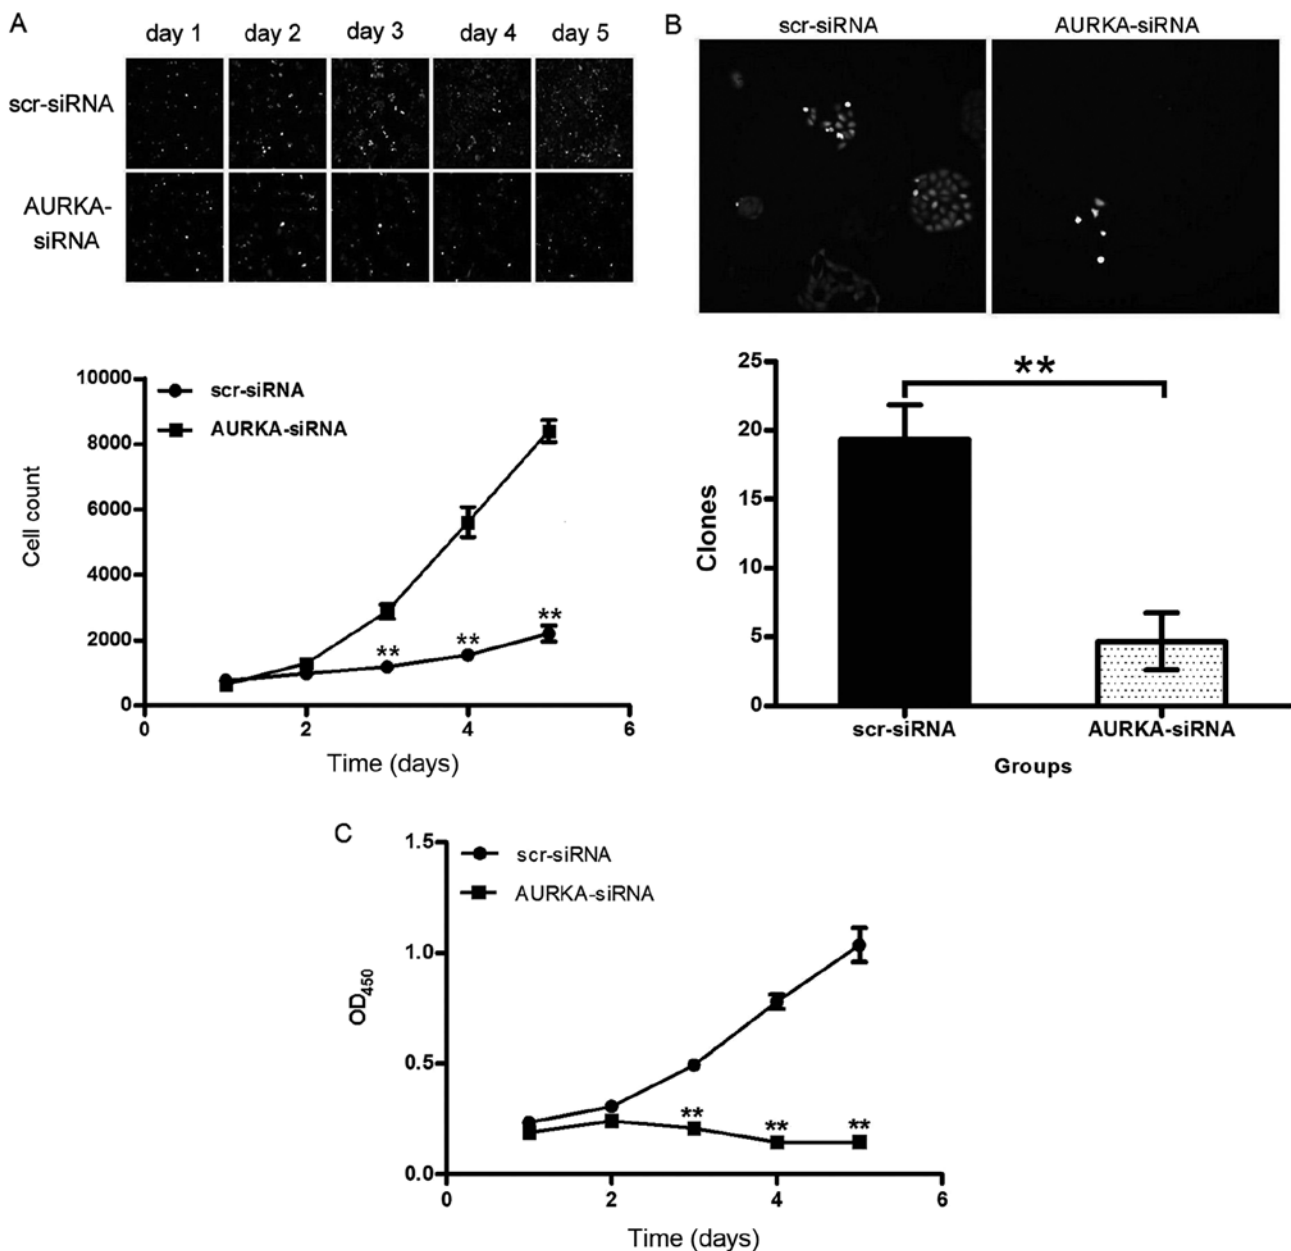 A
day 1 day 2 day 3 day 4 day 5
scr-siRNA
AURKA-
siRNA
10000
8000
6000
4000
2000
0
Cell count
scr-siRNA
AURKA-siRNA
** ** **
0 2 4 6
Time (days)
B
scr-siRNA AURKA-siRNA
25
20
15
10
5
0
Clones
**
scr-siRNA AURKA-siRNA
Groups
C
1.5
1.0
0.5
0.0
OD450
scr-siRNA
AURKA-siRNA
** ** **
0 2 4 6
Time (days)